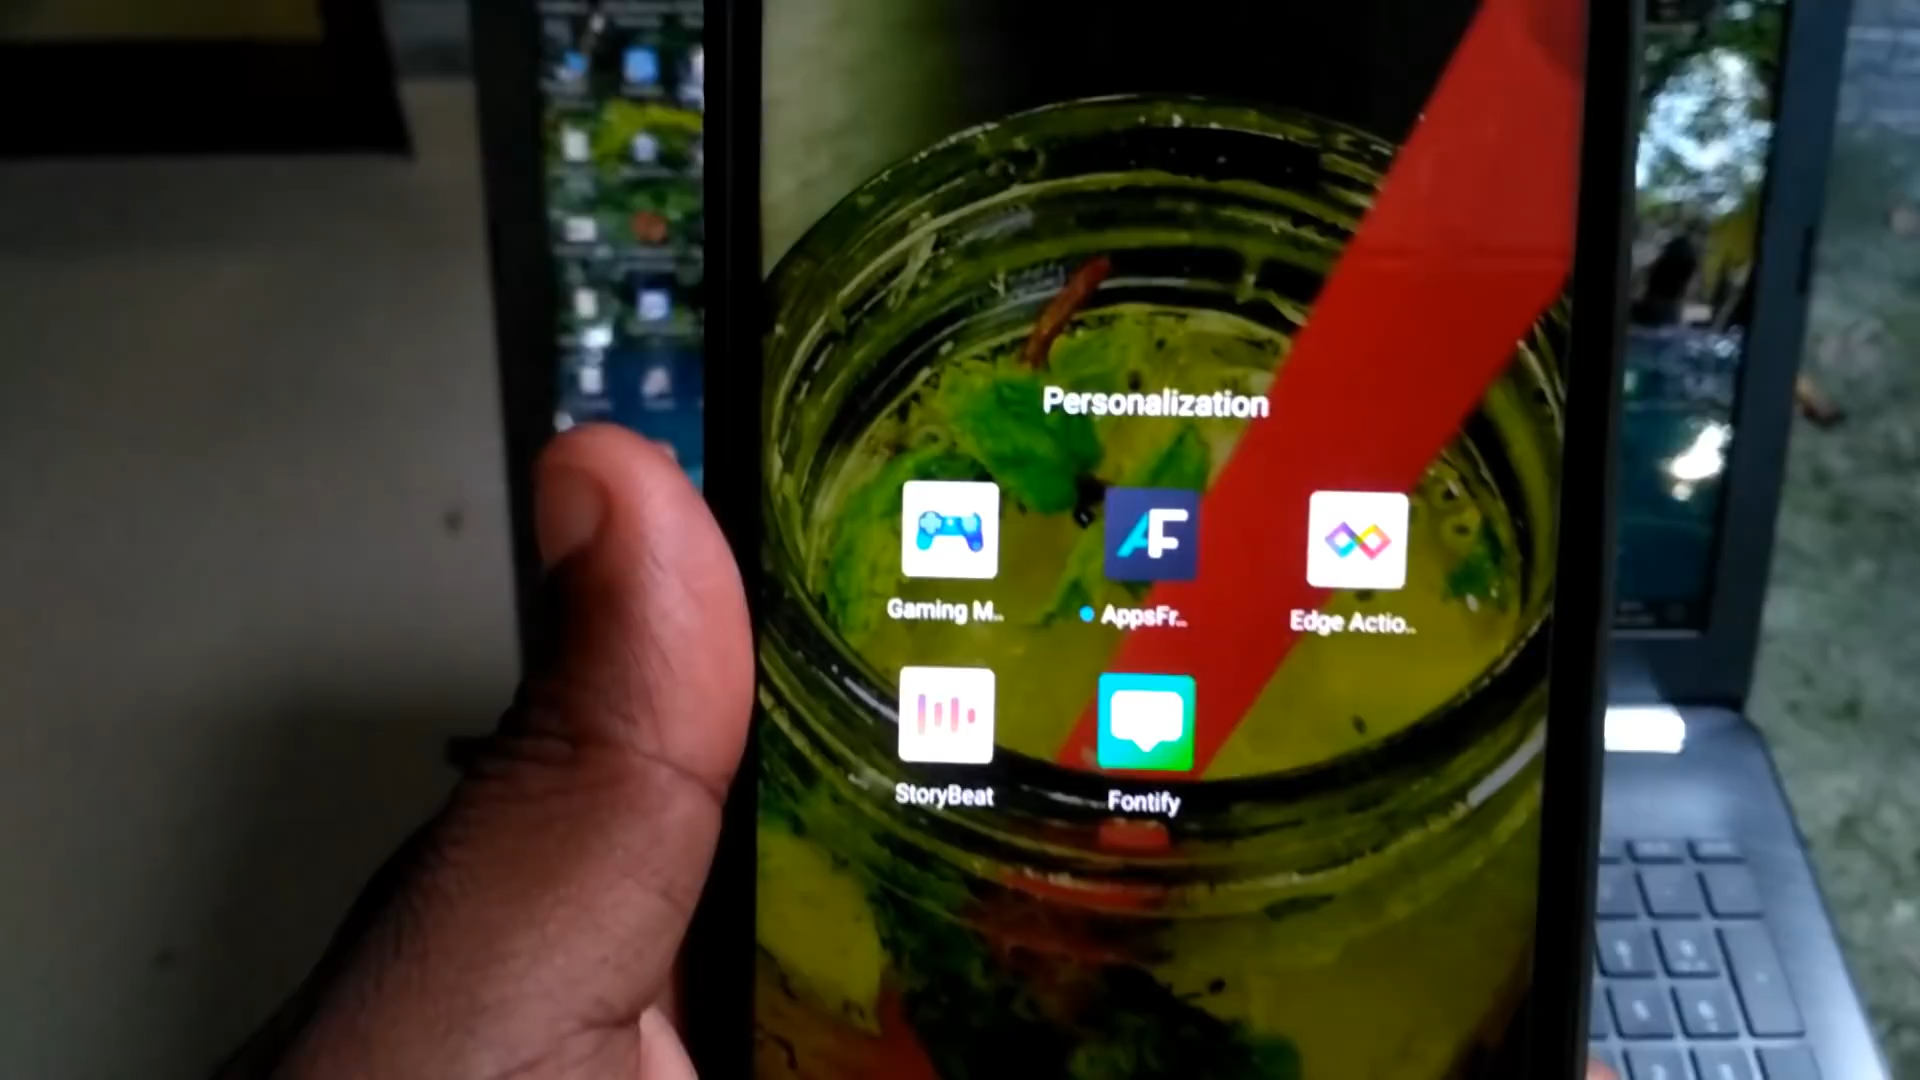 Personalization
Gaming M..
AppsFr..
Edge Actio..
StoryBeat
Fontify